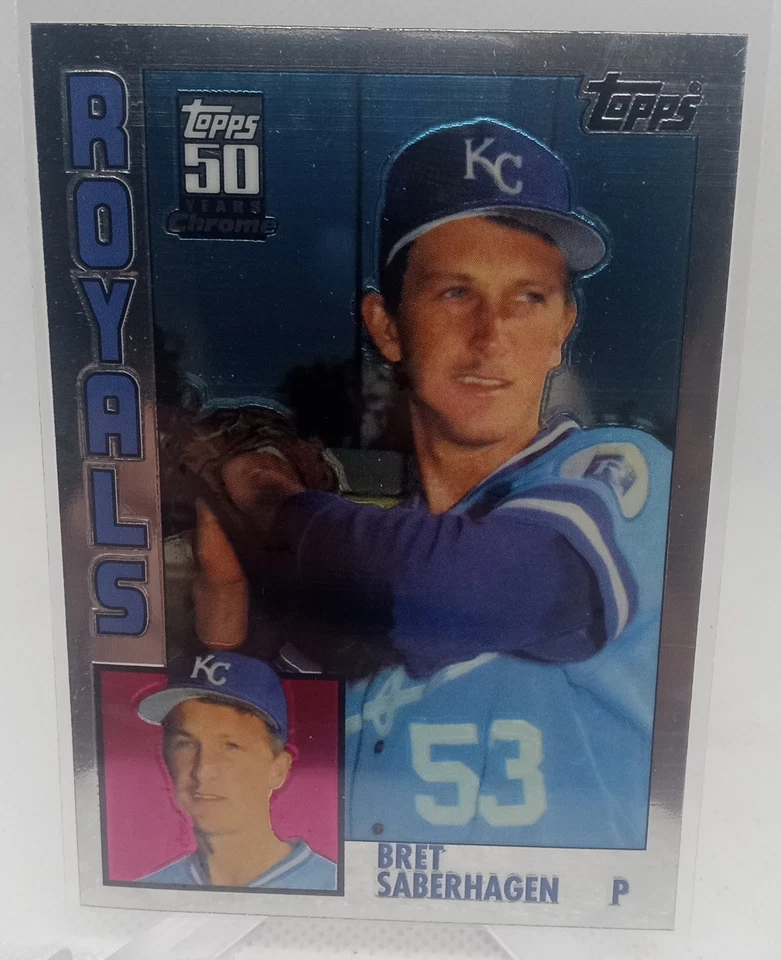 ROYALS
Topps
50
YEARS
Chrome
Topps
KC
53
KC
BRET
SABERHAGEN P